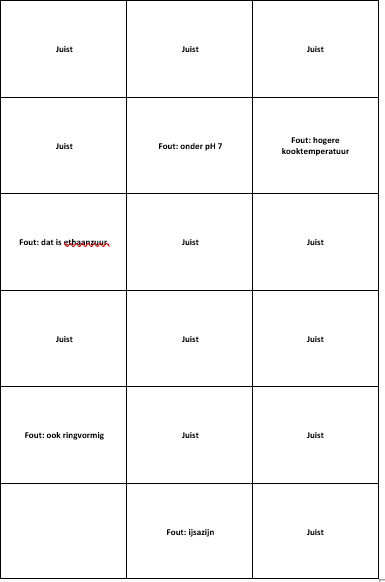 Juist
Juist
Juist
Juist
Fout: onder pH 7
Fout: hogere
kooktemperatuur
Fout: dat is ethaanzuur.
Juist
Juist
Juist
Juist
Juist
Fout: ook ringvormig
Juist
Juist
Fout: ijsazijn
Juist